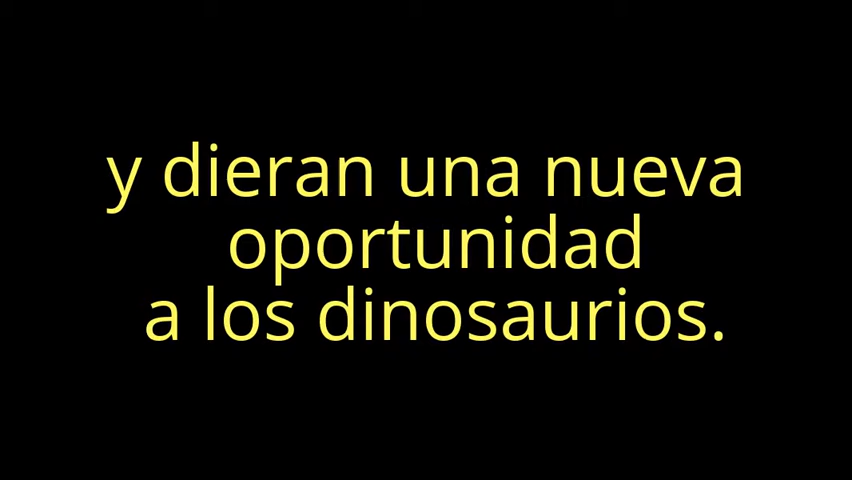 y dieran una nueva
oportunidad
a los dinosaurios.